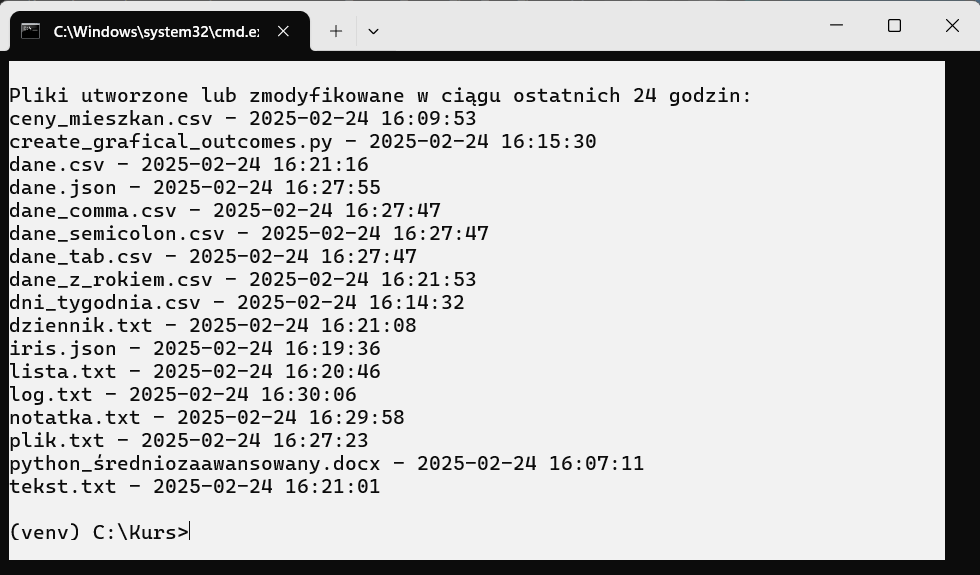 C:\Windows\system32\cmd.e
Pliki utworzone lub zmodyfikowane w ciągu ostatnich 24 godzin:
ceny_mieszkan.csv - 2025-02-24 16:09:53
create_grafical_outcomes.py - 2025-02-24 16:15:30
dane.csv - 2025-02-24 16:21:16
dane.json - 2025-02-24 16:27:55
dane_comma.csv - 2025-02-24 16:27:47
dane_semicolon.csv - 2025-02-24 16:27:47
dane_tab.csv - 2025-02-24 16:27:47
dane_z_rokiem.csv - 2025-02-24 16:21:53
dni_tygodnia.csv - 2025-02-24 16:14:32
dziennik.txt - 2025-02-24 16:21:08
iris.json - 2025-02-24 16:19:36
lista.txt - 2025-02-24 16:20:46
log.txt - 2025-02-24 16:30:06
notatka.txt - 2025-02-24 16:29:58
plik.txt - 2025-02-24 16:27:23
python_średniozaawansowany.docx - 2025-02-24 16:07:11
tekst.txt - 2025-02-24 16:21:01
(venv) C:\Kurs>